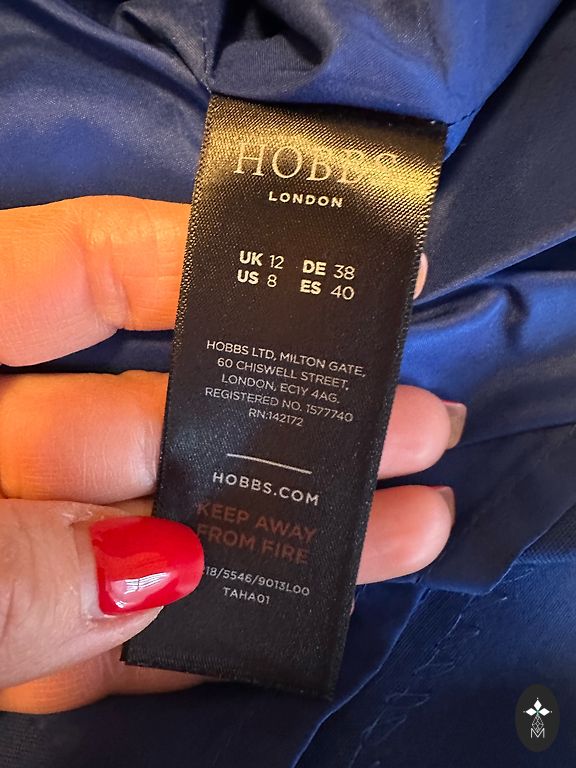 HOBBS
LONDON
UK 12 DE 38
US 8 ES 40
HOBBS LTD, MILTON GATE,
60 CHISWELL STREET,
LONDON, EC1Y 4AG.
REGISTERED NO. 1577740
RN:142172
HOBBS.COM
KEEP AWAY
FROM FIRE
18/5546/9013L00
TAHA01
M